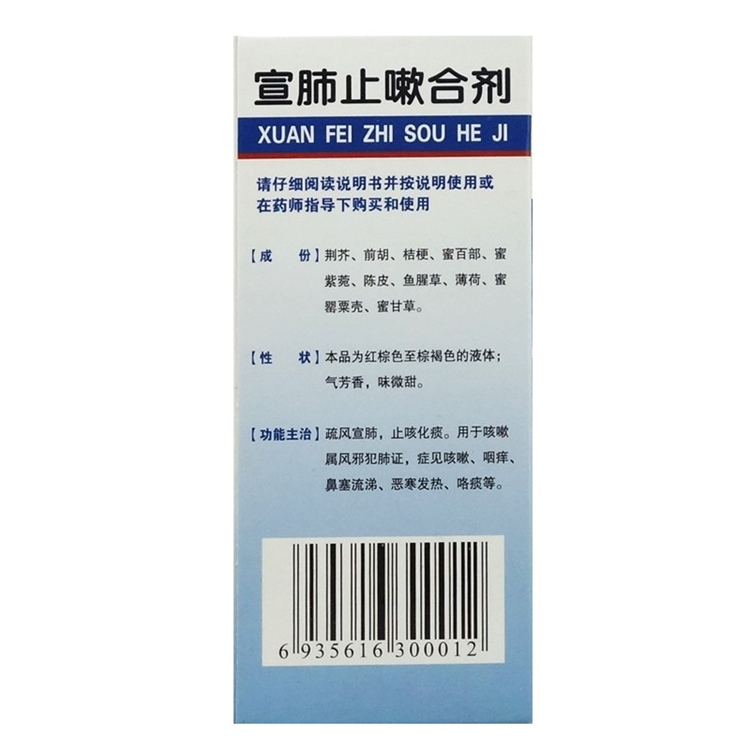 宣肺止嗽合剂
XUAN FEI ZHI SOU HE JI
请仔细阅读说明书并按说明使用或
在药师指导下购买和使用
【成　份】荆芥、前胡、桔梗、蜜百部、蜜
紫菀、陈皮、鱼腥草、薄荷、蜜
罂粟壳、蜜甘草。
【性　状】本品为红棕色至棕褐色的液体；
气芳香，味微甜。
【功能主治】疏风宣肺，止咳化痰。用于咳嗽
属风邪犯肺证，症见咳嗽、咽痒、
鼻塞流涕、恶寒发热、咯痰等。
6 935616 300012